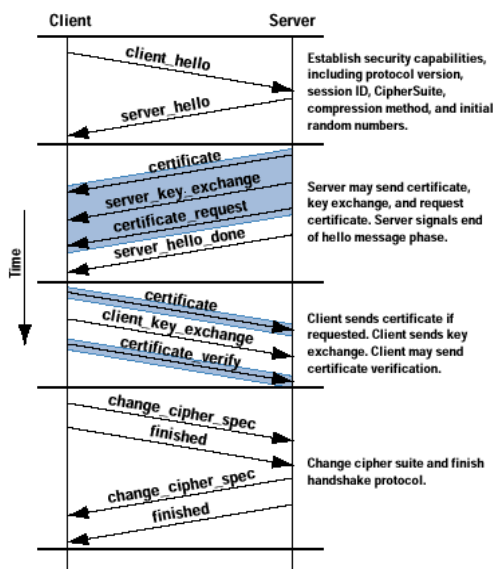 Client
Server
client_hello
server_hello
Establish security capabilities,
including protocol version,
session ID, CipherSuite,
compression method, and initial
random numbers.
certificate
server_key_exchange
certificate_request
server_hello_done
Server may send certificate,
key exchange, and request
certificate. Server signals end
of hello message phase.
Time
certificate
client_key_exchange
certificate_verify
Client sends certificate if
requested. Client sends key
exchange. Client may send
certificate verification.
change_cipher_spec
finished
change_cipher_spec
finished
Change cipher suite and finish
handshake protocol.